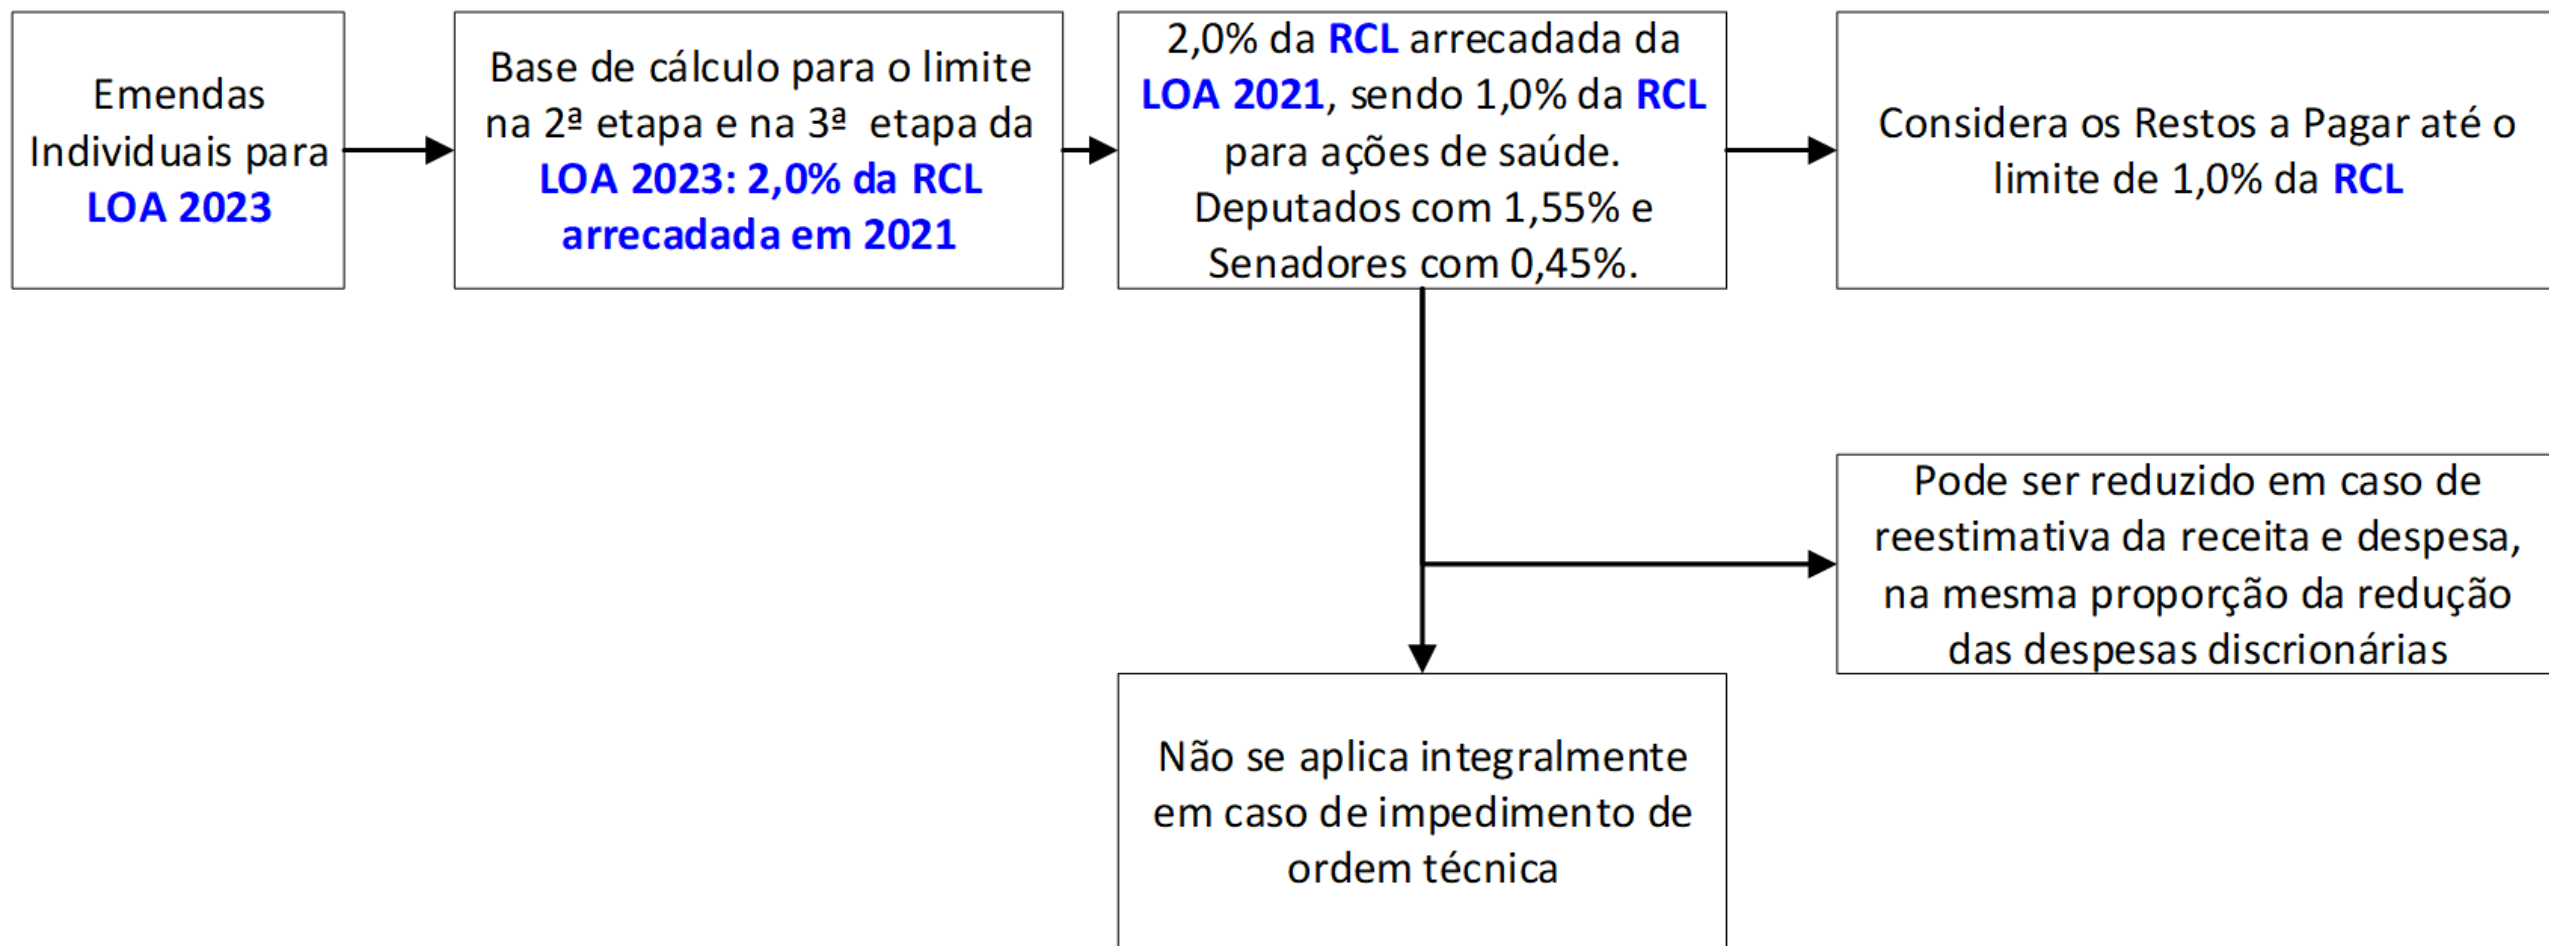 Emendas
Individuais para
LOA 2023
Base de cálculo para o limite
na 2ª etapa e na 3ª etapa da
LOA 2023: 2,0% da RCL
arrecadada em 2021
2,0% da RCL arrecadada da
LOA 2021, sendo 1,0% da RCL
para ações de saúde.
Deputados com 1,55% e
Senadores com 0,45%.
Considera os Restos a Pagar até o
limite de 1,0% da RCL
Pode ser reduzido em caso de
reestimativa da receita e despesa,
na mesma proporção da redução
das despesas discrionárias
Não se aplica integralmente
em caso de impedimento de
ordem técnica